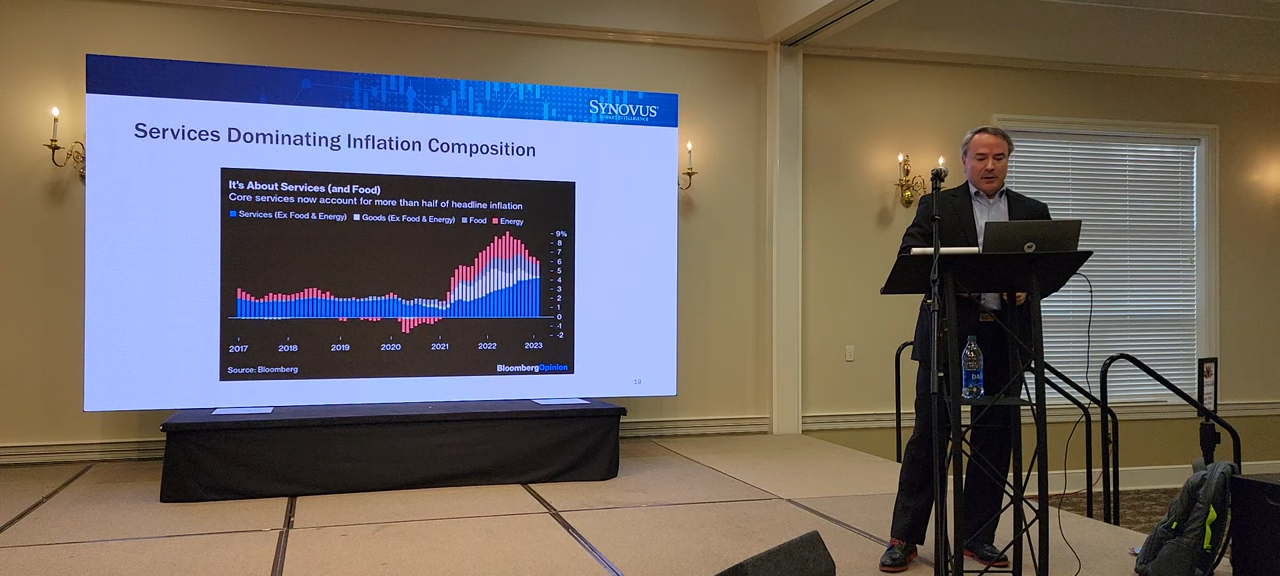 SYNOVUS
MARKET INTELLIGENCE
Services Dominating Inflation Composition
It's About Services (and Food)
Core services now account for more than half of headline inflation
Services (Ex Food & Energy) Goods (Ex Food & Energy) Food Energy
9%
8
7
6
5
4
3
2
1
0
-1
-2
2017 2018 2019 2020 2021 2022 2023
Source: Bloomberg BloombergOpinion
19